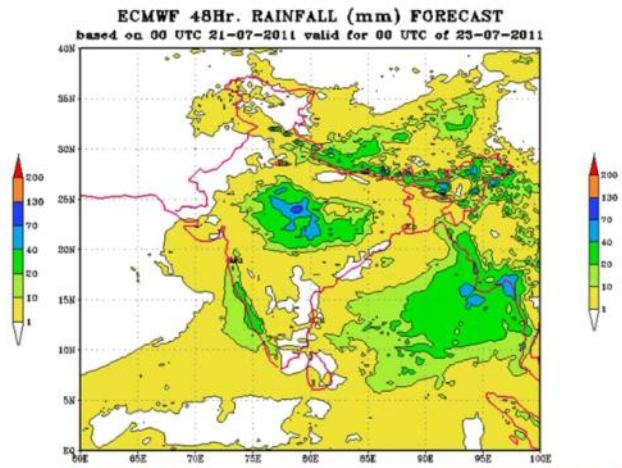 ECMWF 48Hr. RAINFALL (mm) FORECAST
based on 00 UTC 21-07-2011 valid for 00 UTC of 23-07-2011
40N
35N
30N
25N
20N
15N
10N
5N
EQ
60E 65E 70E 75E 80E 85E 90E 95E 100E
200
130
70
40
20
10
1
200
130
70
40
20
10
1